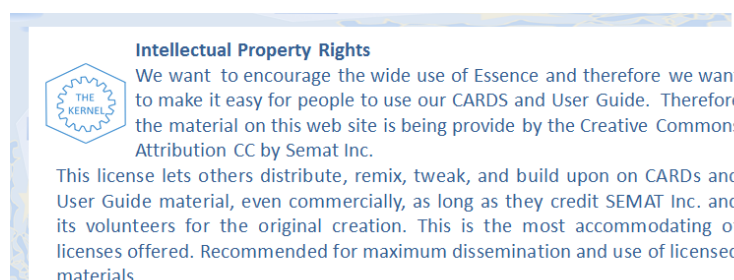 Intellectual Property Rights
We want to encourage the wide use of Essence and therefore we want
THE
KERNEL
to make it easy for people to use our CARDS and User Guide. Therefore
the material on this web site is being provide by the Creative Commons
Attribution CC by Semat Inc.
This license lets others distribute, remix, tweak, and build upon on CARDs and
User Guide material, even commercially, as long as they credit SEMAT Inc. and
its volunteers for the original creation. This is the most accommodating of
licenses offered. Recommended for maximum dissemination and use of licensed
materials